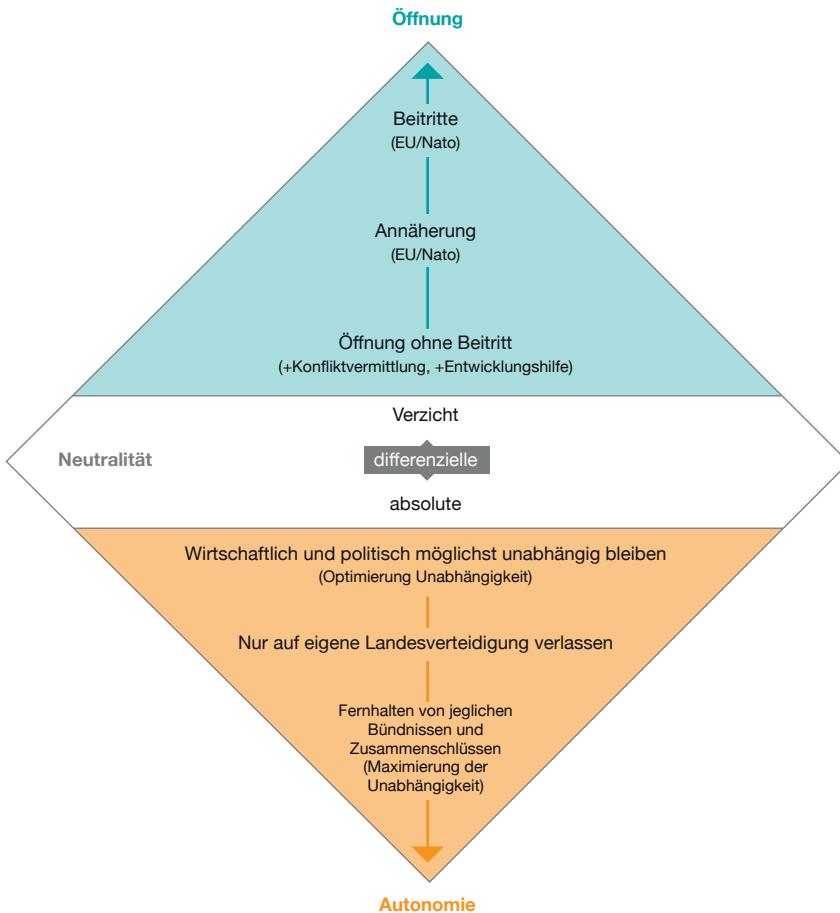 Öffnung
Beitritte
(EU/Nato)
Annäherung
(EU/Nato)
Öffnung ohne Beitritt
(+Konfliktvermittlung, +Entwicklungshilfe)
Verzicht
Neutralität
differenzielle
absolute
Wirtschaftlich und politisch möglichst unabhängig bleiben
(Optimierung Unabhängigkeit)
Nur auf eigene Landesverteidigung verlassen
Fernhalten von jeglichen
Bündnissen und
Zusammenschlüssen
(Maximierung der
Unabhängigkeit)
Autonomie